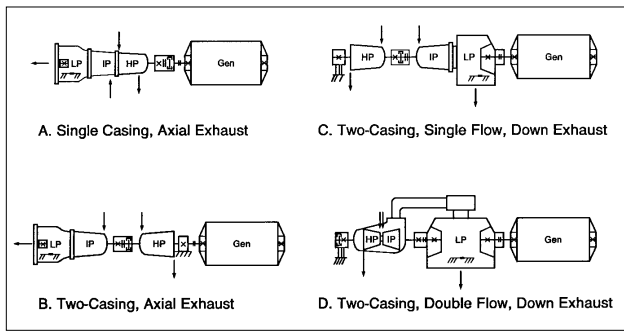 LP IP HP Gen
A. Single Casing, Axial Exhaust
HP IP LP Gen
C. Two-Casing, Single Flow, Down Exhaust
LP IP HP Gen
B. Two-Casing, Axial Exhaust
HP IP LP Gen
D. Two-Casing, Double Flow, Down Exhaust